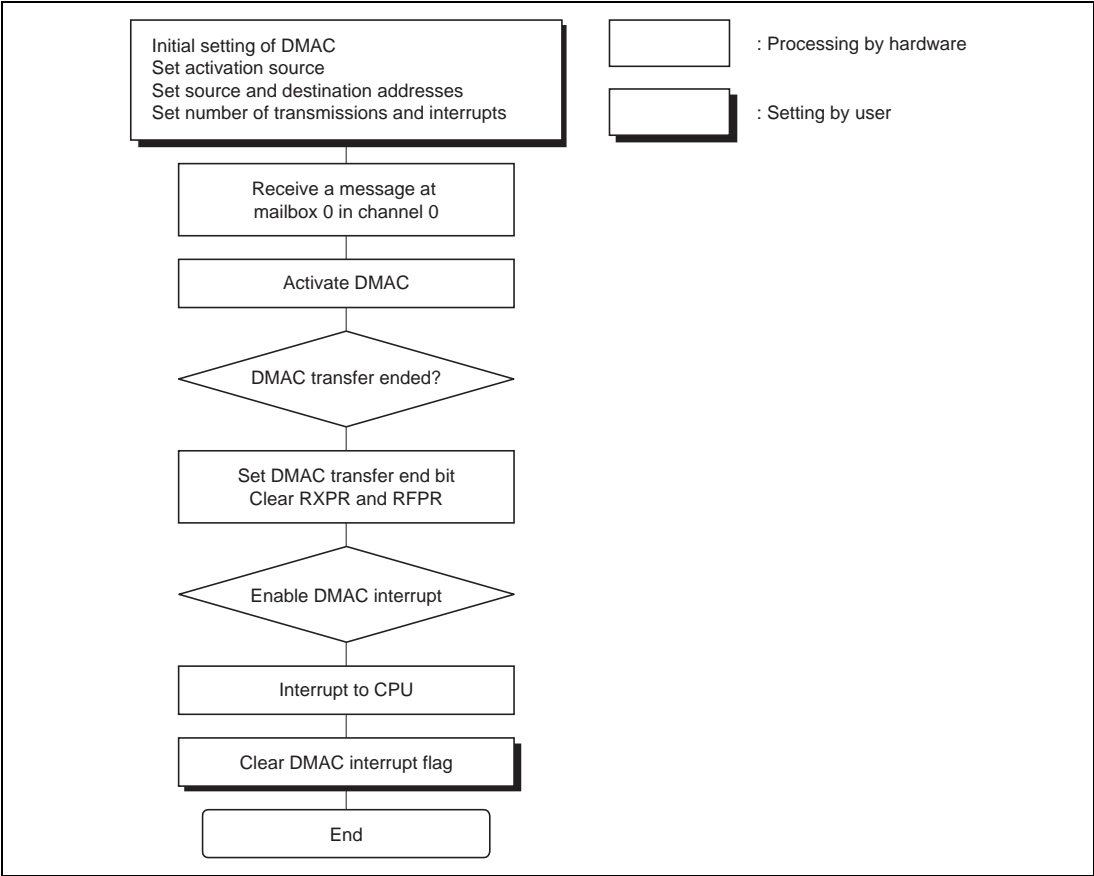 Initial setting of DMAC
Set activation source
Set source and destination addresses
Set number of transmissions and interrupts
: Processing by hardware
: Setting by user
Receive a message at
mailbox 0 in channel 0
Activate DMAC
DMAC transfer ended?
Set DMAC transfer end bit
Clear RXPR and RFPR
Enable DMAC interrupt
Interrupt to CPU
Clear DMAC interrupt flag
End